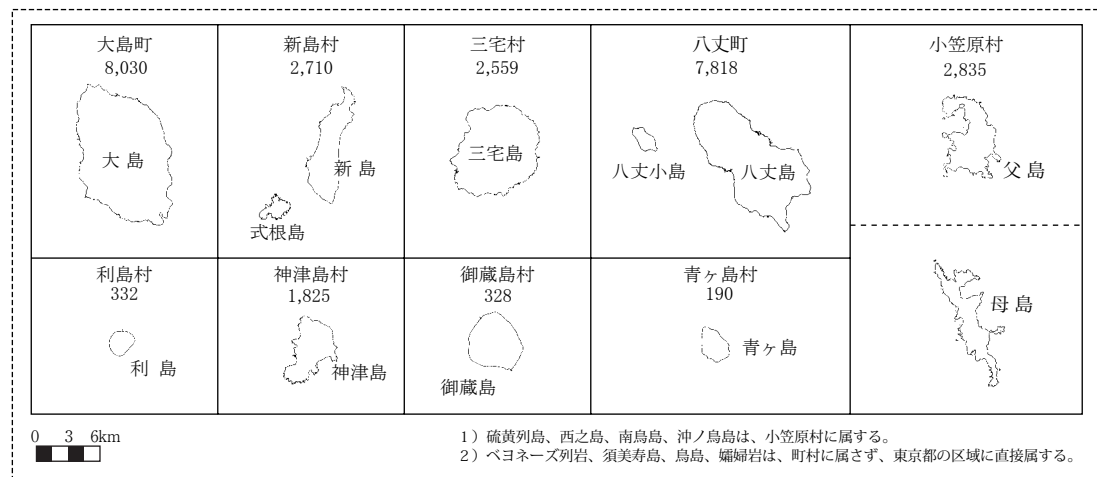 大島町
8,030
大 島
新島村
2,710
新 島
式根島
三宅村
2,559
三宅島
八丈町
7,818
八丈小島
八丈島
小笠原村
2,835
父 島
母 島
利島村
332
利 島
神津島村
1,825
神津島
御蔵島村
328
御蔵島
青ヶ島村
190
青ヶ島
0 3 6km
1）硫黄列島、西之島、南鳥島、沖ノ鳥島は、小笠原村に属する。
2）ベヨネーズ列岩、須美寿島、鳥島、孀婦岩は、町村に属さず、東京都の区域に直接属する。